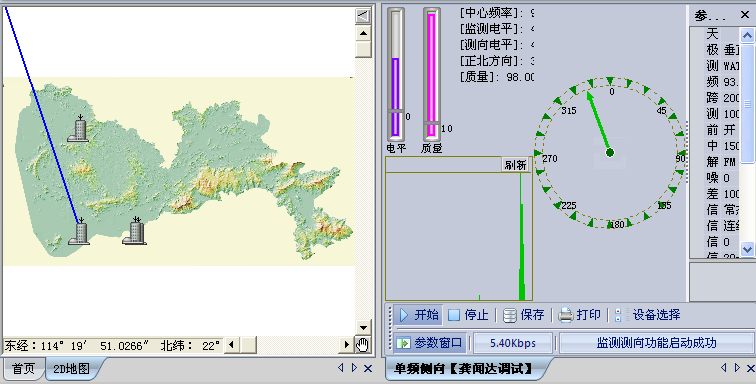 [中心频率]: 9
[监测电平]: 4
[测向电平]: 4
[正北方向]: 3
[质量]: 98.00
0
10
电平
质量
刷新
0
45
90
135
180
225
270
315
参...
天
极 垂直
测 WAT
频 93.
跨 200
测 100
前 开
中 150
解 FM
噪 0
差 100
信 常规
信 连续
信 0
信 20
开始
停止
保存
打印
设备选择
参数窗口
5.40Kbps
监测测向功能启动成功
东经: 114° 19′ 51.0266″ 北纬: 22°
首页
2D地图
单频侧向【龚闻达调试】